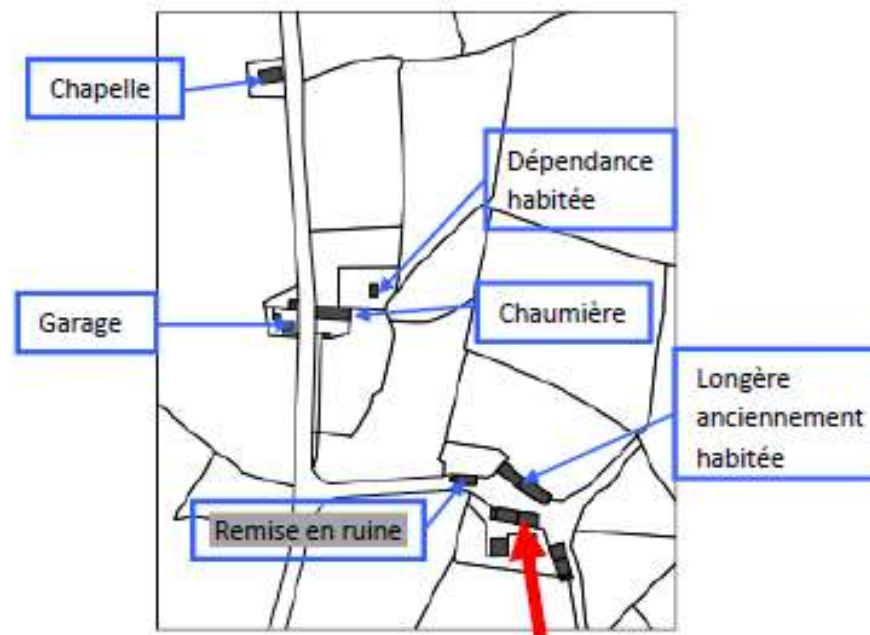 Chapelle
Dépendance
habitée
Garage
Chaumière
Longère
anciennement
habitée
Remise en ruine